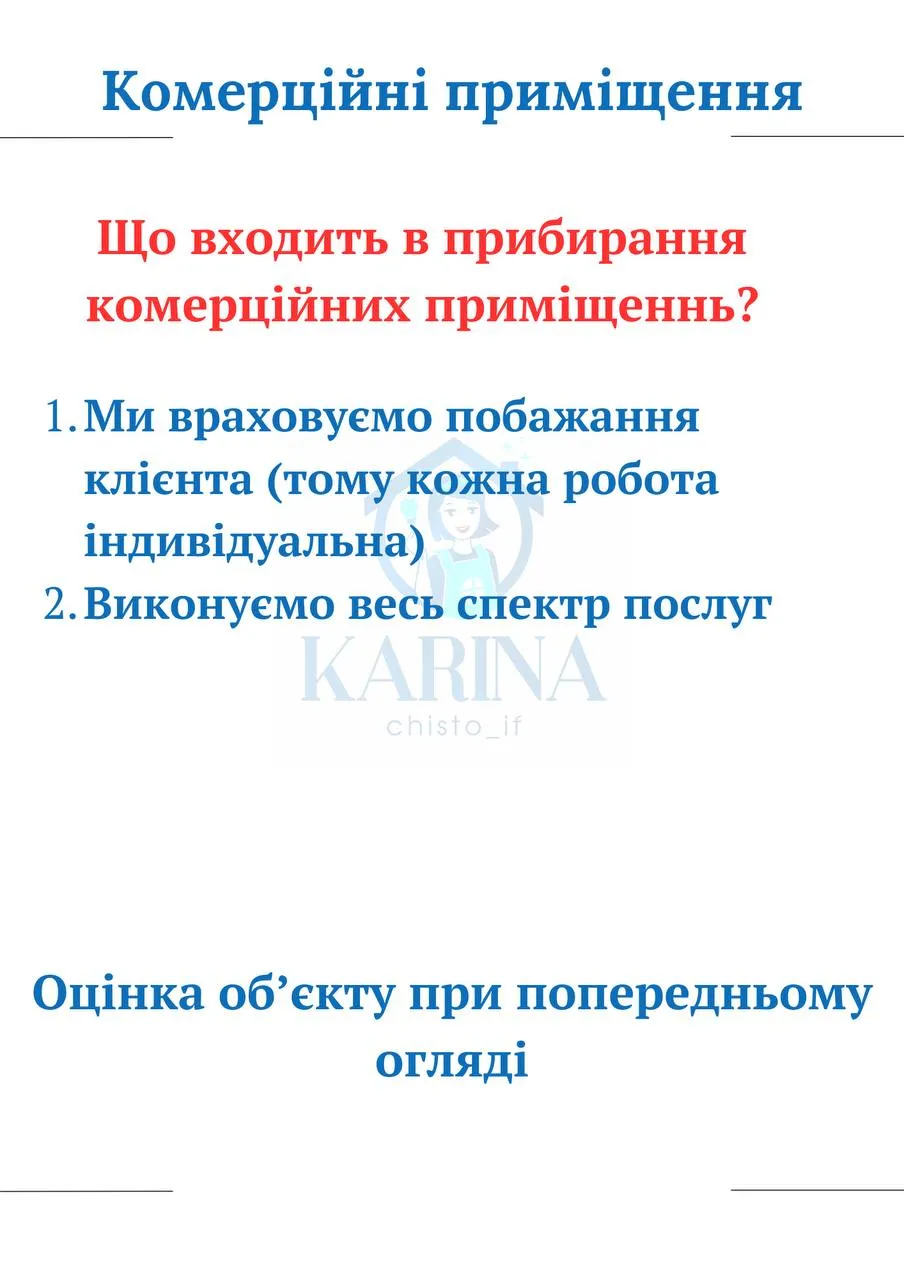 Комерційні приміщення
Що входить в прибирання
комерційних приміщеннь?
1. Ми враховуємо побажання
клієнта (тому кожна робота
індивідуальна)
2. Виконуємо весь спектр послуг
KARINA
chisto_if
Оцінка об’єкту при попередньому
огляді